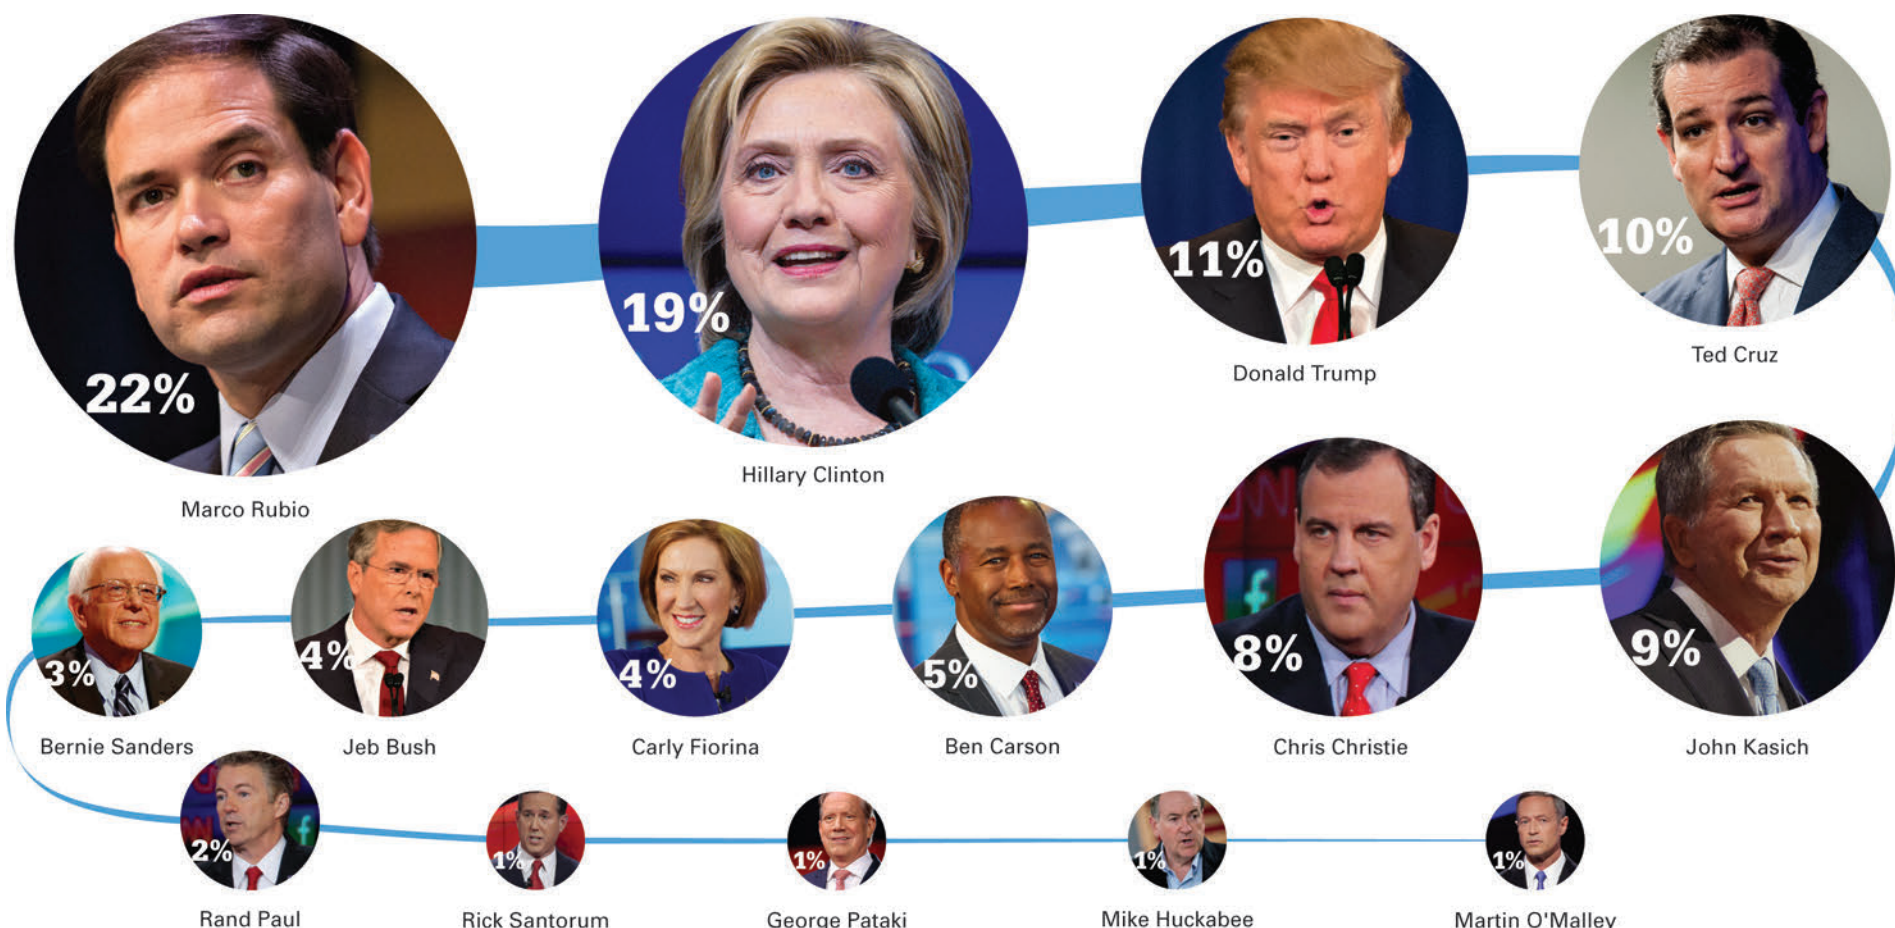 22%
Marco Rubio
19%
Hillary Clinton
11%
Donald Trump
10%
Ted Cruz
3%
Bernie Sanders
4%
Jeb Bush
4%
Carly Fiorina
5%
Ben Carson
8%
Chris Christie
9%
John Kasich
2%
Rand Paul
1%
Rick Santorum
1%
George Pataki
1%
Mike Huckabee
1%
Martin O'Malley